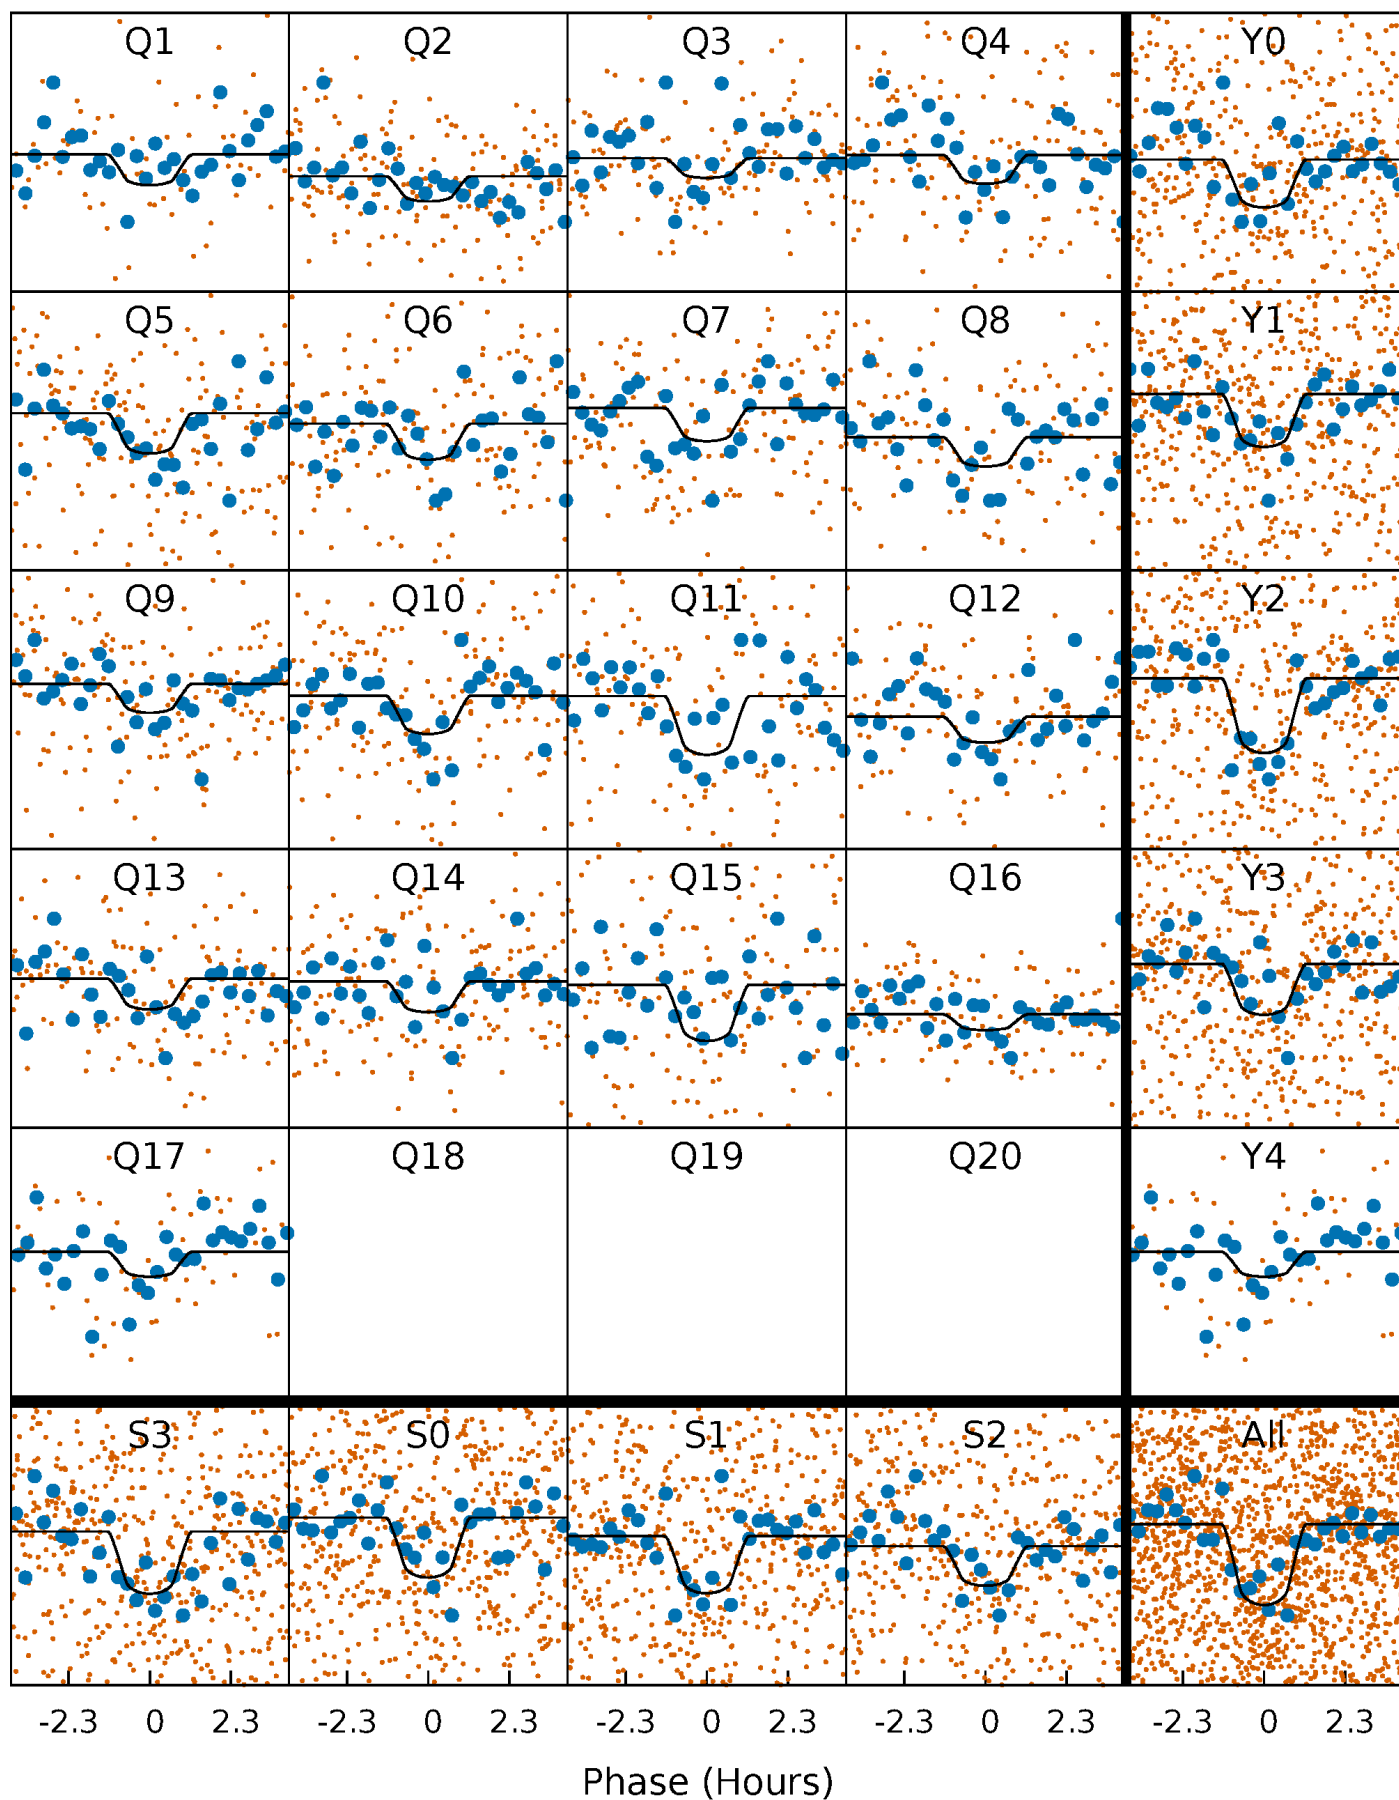 Q1 Q2 Q3 Q4 Y0
Q5 Q6 Q7 Q8 Y1
Q9 Q10 Q11 Q12 Y2
Q13 Q14 Q15 Q16 Y3
Q17 Q18 Q19 Q20 Y4
S3 S0 S1 S2 All
-2.3 0 2.3 -2.3 0 2.3 -2.3 0 2.3 -2.3 0 2.3 -2.3 0 2.3
Phase (Hours)